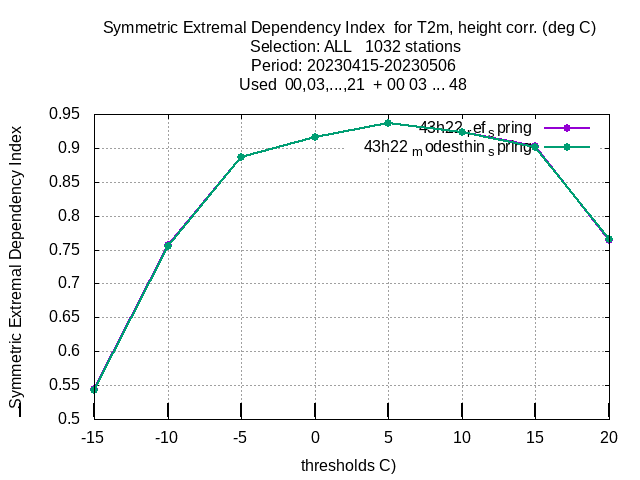 Symmetric Extremal Dependency Index for T2m, height corr. (deg C)
Selection: ALL 1032 stations
Period: 20230415-20230506
Used 00,03,...,21 + 00 03 ... 48
43h22_ref_spring
43h22_modesthin_spring
Symmetric Extremal Dependency Index
0.95
0.9
0.85
0.8
0.75
0.7
0.65
0.6
0.55
0.5
-15 -10 -5 0 5 10 15 20
thresholds C)